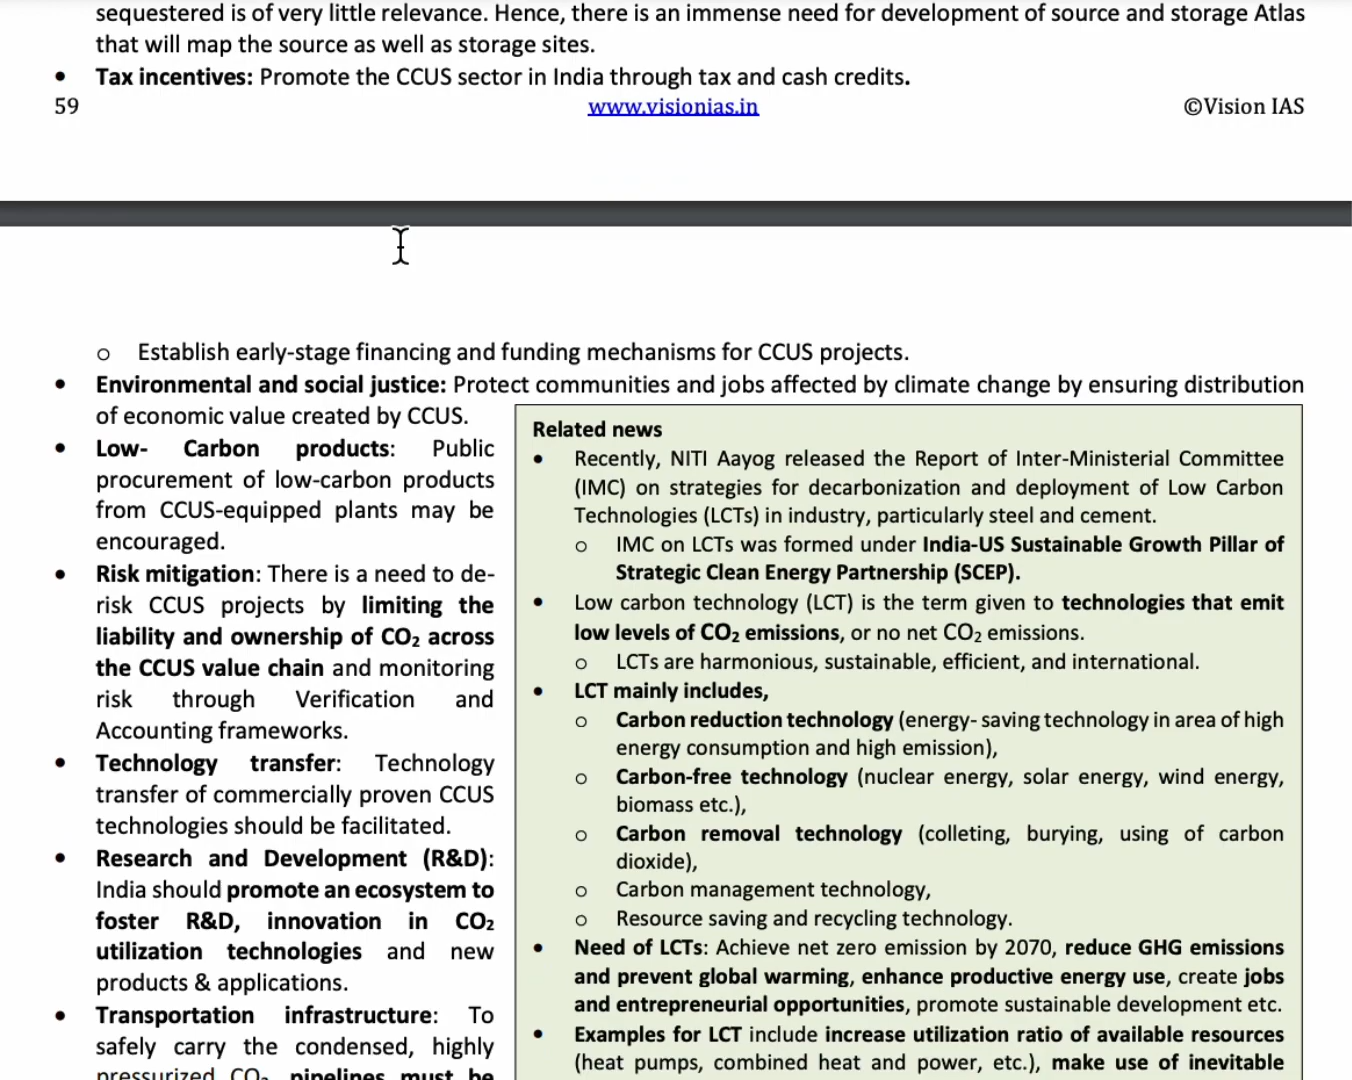 sequestered is of very little relevance. Hence, there is an immense need for development of source and storage Atlas
that will map the source as well as storage sites.
• Tax incentives: Promote the CCUS sector in India through tax and cash credits.
59 www.visionias.in ©Vision IAS
o Establish early-stage financing and funding mechanisms for CCUS projects.
• Environmental and social justice: Protect communities and jobs affected by climate change by ensuring distribution
of economic value created by CCUS.
• Low- Carbon products: Public
procurement of low-carbon products
from CCUS-equipped plants may be
encouraged.
• Risk mitigation: There is a need to de-
risk CCUS projects by limiting the
liability and ownership of CO₂ across
the CCUS value chain and monitoring
risk through Verification and
Accounting frameworks.
• Technology transfer: Technology
transfer of commercially proven CCUS
technologies should be facilitated.
• Research and Development (R&D):
India should promote an ecosystem to
foster R&D, innovation in CO₂
utilization technologies and new
products & applications.
• Transportation infrastructure: To
safely carry the condensed, highly
pressurized CO₂, pipelines must be
Related news
• Recently, NITI Aayog released the Report of Inter-Ministerial Committee
(IMC) on strategies for decarbonization and deployment of Low Carbon
Technologies (LCTs) in industry, particularly steel and cement.
o IMC on LCTs was formed under India-US Sustainable Growth Pillar of
Strategic Clean Energy Partnership (SCEP).
• Low carbon technology (LCT) is the term given to technologies that emit
low levels of CO₂ emissions, or no net CO₂ emissions.
o LCTs are harmonious, sustainable, efficient, and international.
• LCT mainly includes,
o Carbon reduction technology (energy- saving technology in area of high
energy consumption and high emission),
o Carbon-free technology (nuclear energy, solar energy, wind energy,
biomass etc.),
o Carbon removal technology (colleting, burying, using of carbon
dioxide),
o Carbon management technology,
o Resource saving and recycling technology.
• Need of LCTs: Achieve net zero emission by 2070, reduce GHG emissions
and prevent global warming, enhance productive energy use, create jobs
and entrepreneurial opportunities, promote sustainable development etc.
• Examples for LCT include increase utilization ratio of available resources
(heat pumps, combined heat and power, etc.), make use of inevitable